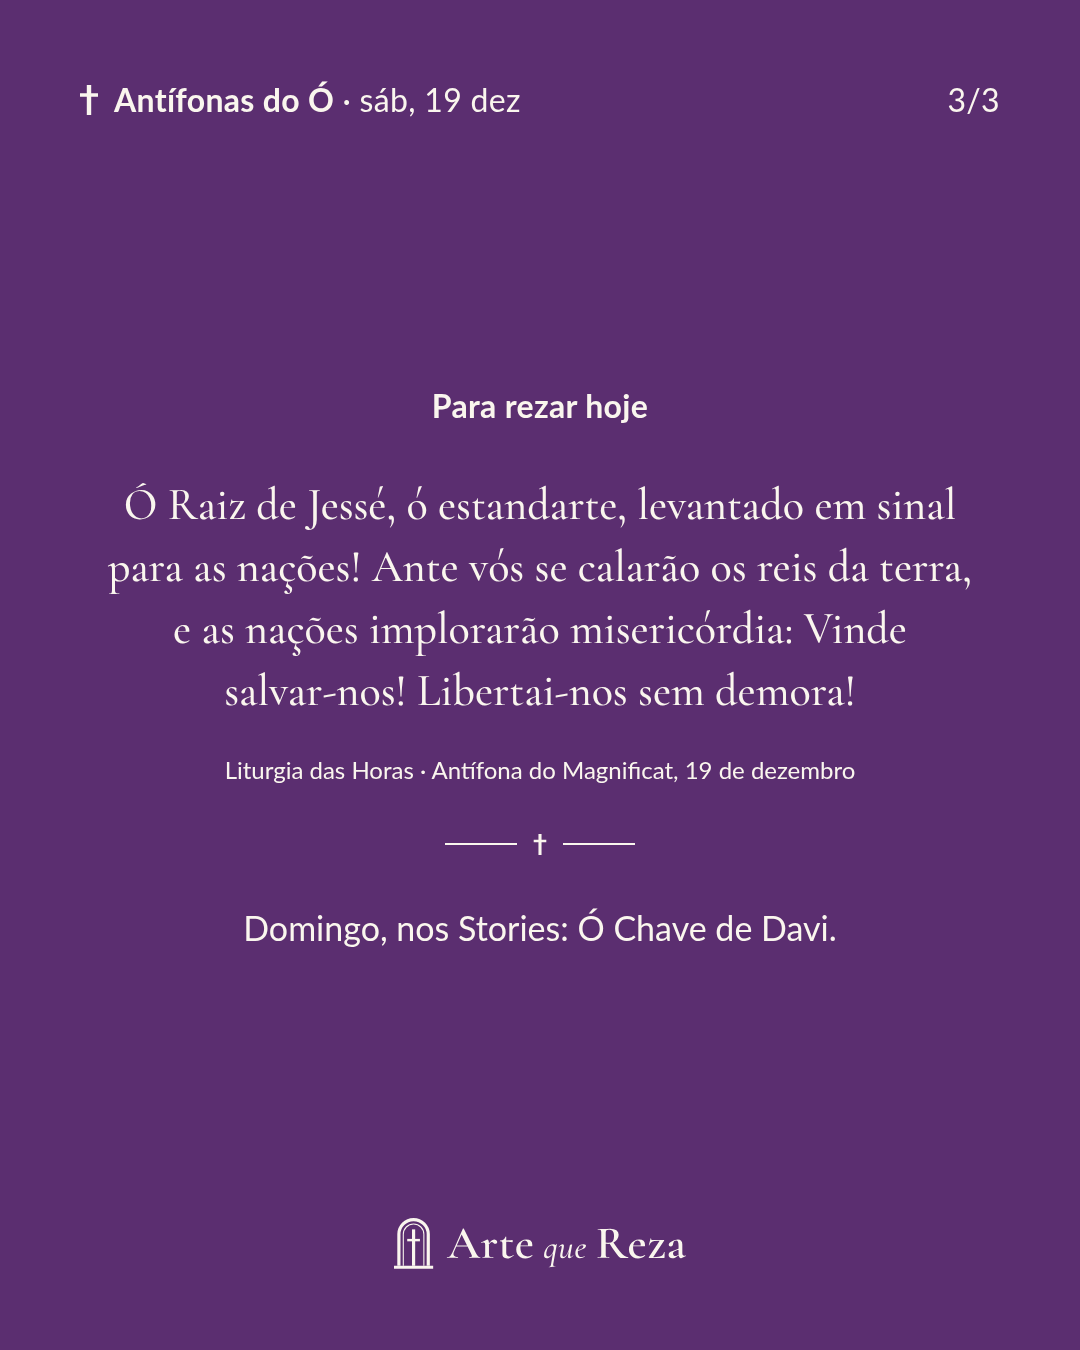 † Antífonas do Ó · sáb, 19 dez
3/3
Para rezar hoje
Ó Raiz de Jessé, ó estandarte, levantado em sinal
para as nações! Ante vós se calarão os reis da terra,
e as nações implorarão misericórdia: Vinde
salvar-nos! Libertai-nos sem demora!
Liturgia das Horas · Antífona do Magnificat, 19 de dezembro
†
Domingo, nos Stories: Ó Chave de Davi.
Arte que Reza